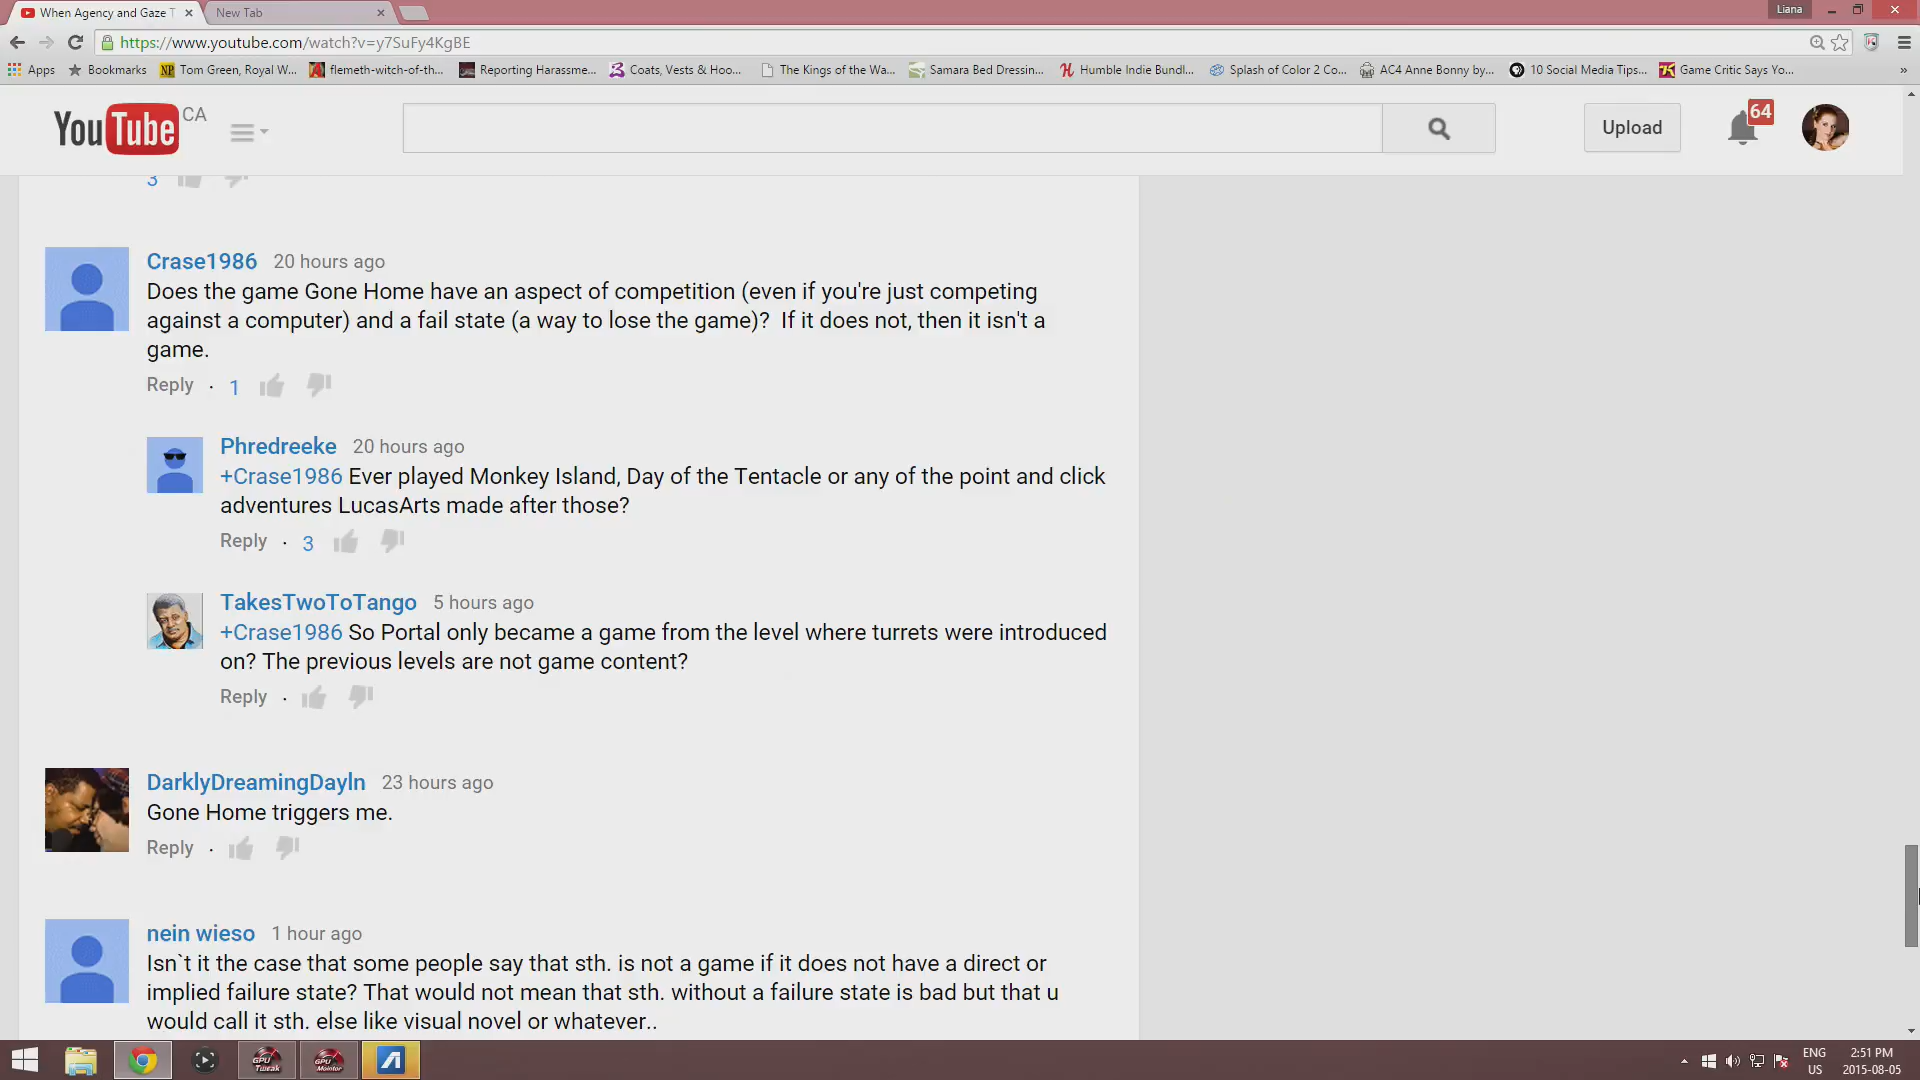 When Agency and Gaze T
New Tab
Liana
https://www.youtube.com/watch?v=y7SuFy4KgBE
Apps
Bookmarks
Tom Green, Royal W...
flemeth-witch-of-th...
Reporting Harassme...
Coats, Vests & Hoo...
The Kings of the Wa...
Samara Bed Dressin...
Humble Indie Bundl...
Splash of Color 2 Co...
AC4 Anne Bonny by...
10 Social Media Tips...
Game Critic Says Yo...
»
YouTube CA
Upload
64
3
Crase1986 20 hours ago
Does the game Gone Home have an aspect of competition (even if you're just competing
against a computer) and a fail state (a way to lose the game)?  If it does not, then it isn't a
game.
Reply · 1
Phredreeke 20 hours ago
+Crase1986 Ever played Monkey Island, Day of the Tentacle or any of the point and click
adventures LucasArts made after those?
Reply · 3
TakesTwoToTango 5 hours ago
+Crase1986 So Portal only became a game from the level where turrets were introduced
on? The previous levels are not game content?
Reply ·
DarklyDreamingDayln 23 hours ago
Gone Home triggers me.
Reply ·
nein wieso 1 hour ago
Isn`t it the case that some people say that sth. is not a game if it does not have a direct or
implied failure state? That would not mean that sth. without a failure state is bad but that u
would call it sth. else like visual novel or whatever..
GPU
Tweak
GPU
Monitor
ENG
US
2:51 PM
2015-08-05